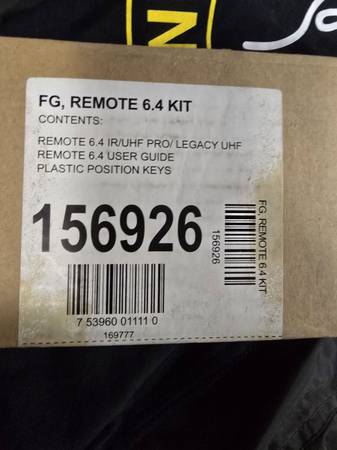 FG, REMOTE 6.4 KIT
CONTENTS:
REMOTE 6.4 IR/UHF PRO/ LEGACY UHF
REMOTE 6.4 USER GUIDE
PLASTIC POSITION KEYS
156926
156926
FG, REMOTE 6.4 KIT
7 53960 01111 0
169777
N